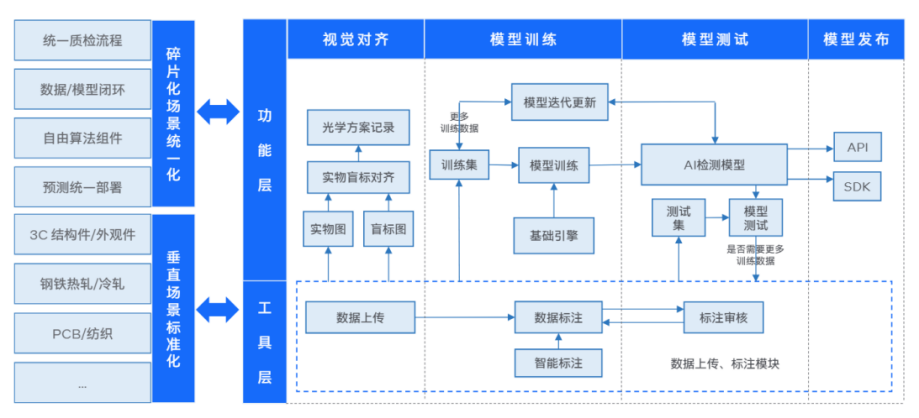 统一质检流程
数据/模型闭环
自由算法组件
预测统一部署
碎片化场景统一化
3C 结构件/外观件
钢铁热轧/冷轧
PCB/纺织
...
垂直场景标准化
功能层
工具层
视觉对齐
模型训练
模型测试
模型发布
光学方案记录
实物盲标对齐
实物图
盲标图
更多
训练数据
模型迭代更新
训练集
模型训练
基础引擎
AI检测模型
测试
集
模型
测试
是否需要更多
训练数据
API
SDK
数据上传
数据标注
标注审核
智能标注
数据上传、标注模块